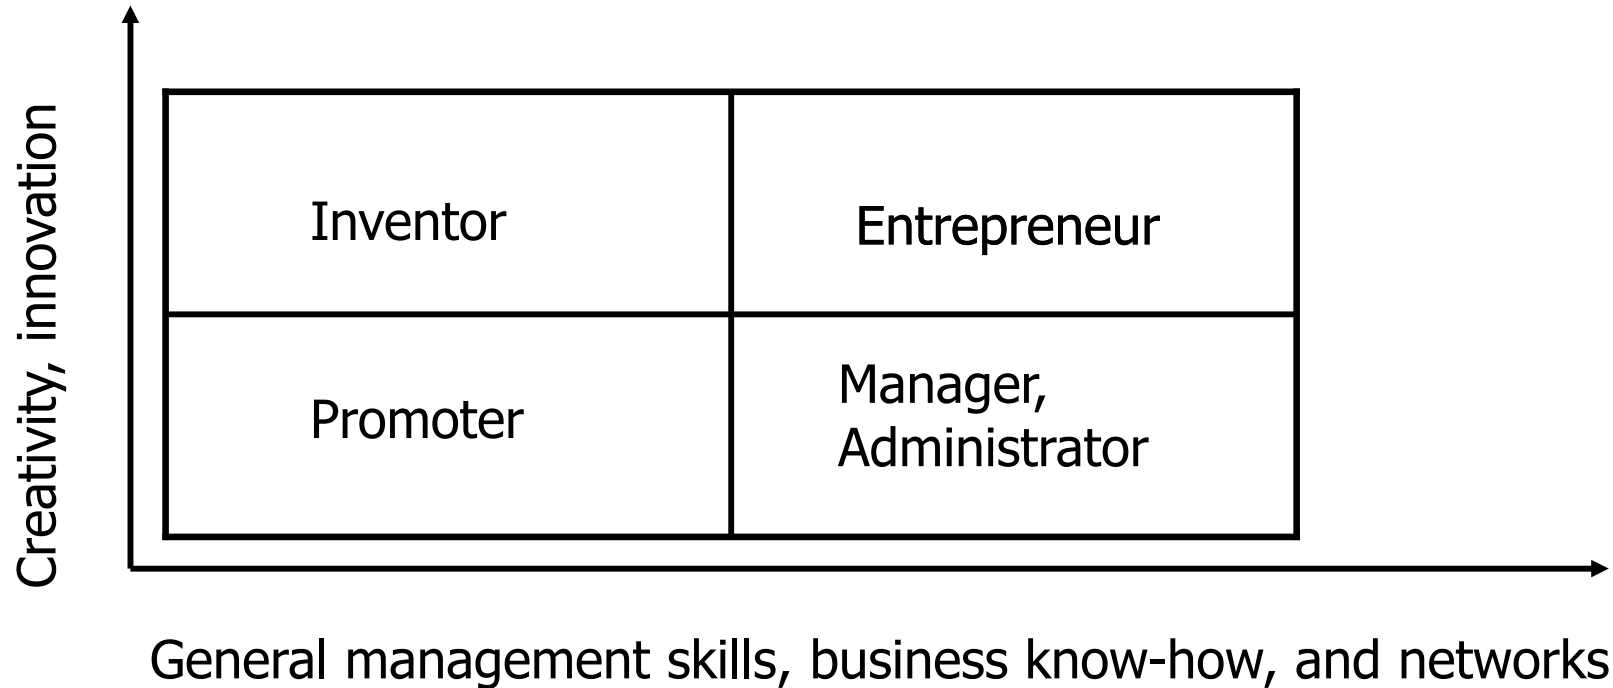 Creativity, innovation
Inventor
Entrepreneur
Promoter
Manager,
Administrator
General management skills, business know-how, and networks